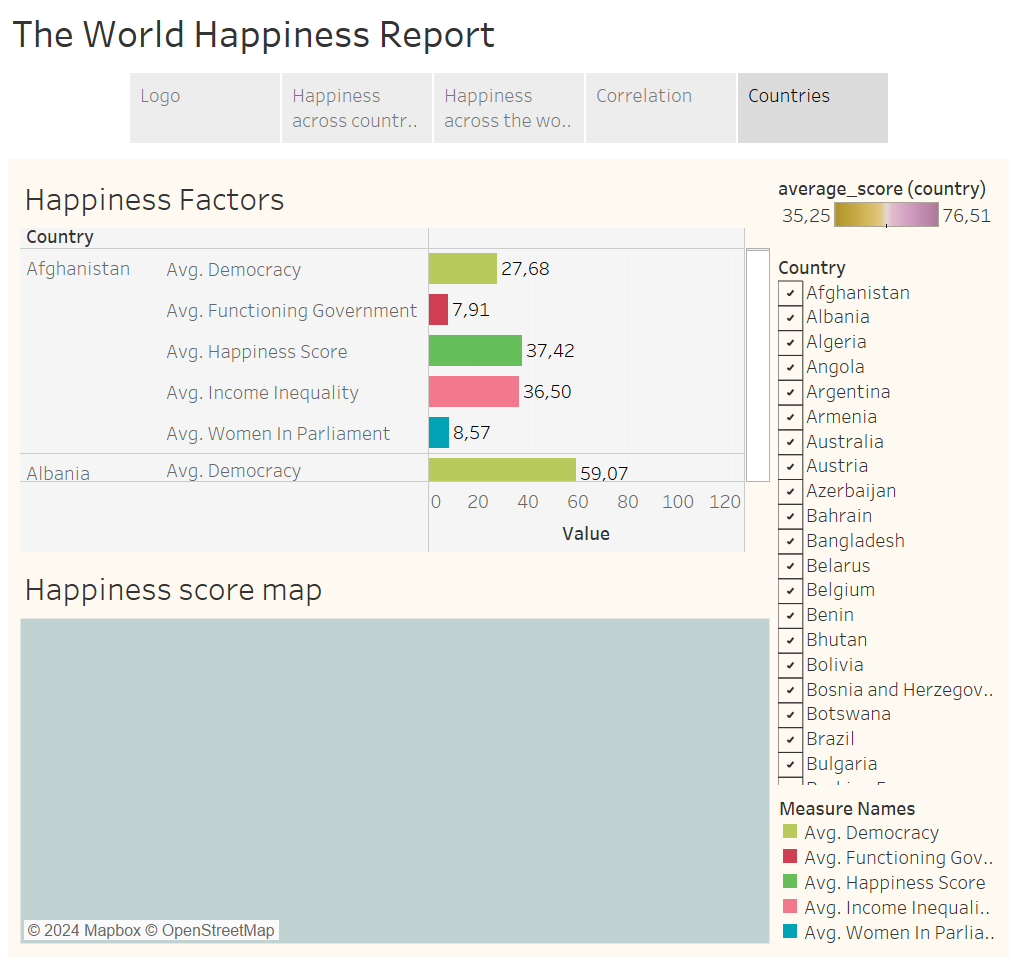 The World Happiness Report
Logo
Happiness
across countr..
Happiness
across the wo..
Correlation
Countries
Happiness Factors
Country
Afghanistan
Avg. Democracy
27,68
Avg. Functioning Government
7,91
Avg. Happiness Score
37,42
Avg. Income Inequality
36,50
Avg. Women In Parliament
8,57
Albania
Avg. Democracy
59,07
0 20 40 60 80 100 120
Value
Happiness score map
© 2024 Mapbox © OpenStreetMap
average_score (country)
35,25 76,51
Country
Afghanistan
Albania
Algeria
Angola
Argentina
Armenia
Australia
Austria
Azerbaijan
Bahrain
Bangladesh
Belarus
Belgium
Benin
Bhutan
Bolivia
Bosnia and Herzegov..
Botswana
Brazil
Bulgaria
Measure Names
Avg. Democracy
Avg. Functioning Gov..
Avg. Happiness Score
Avg. Income Inequali..
Avg. Women In Parlia..